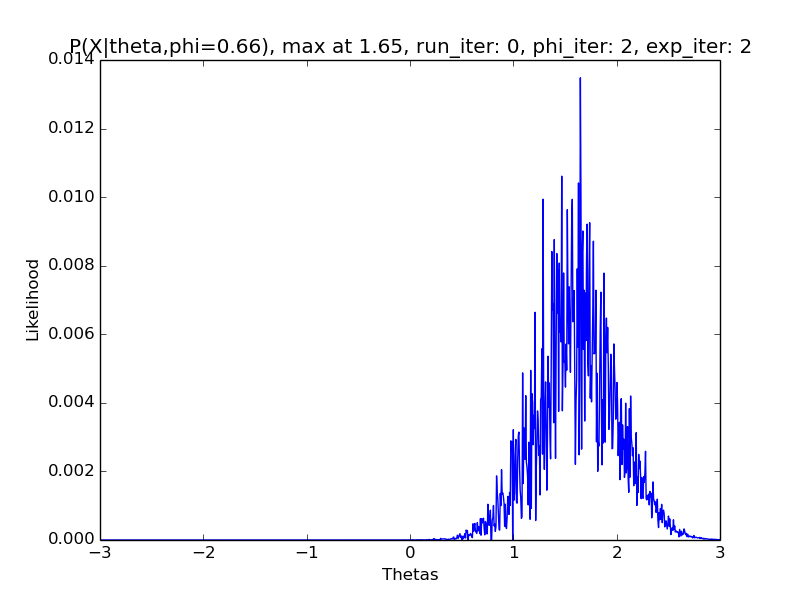 P(X|theta,phi=0.66), max at 1.65, run_iter: 0, phi_iter: 2, exp_iter: 2
0.014
0.012
0.010
0.008
0.006
0.004
0.002
0.000
Likelihood
−3 −2 −1 0 1 2 3
Thetas